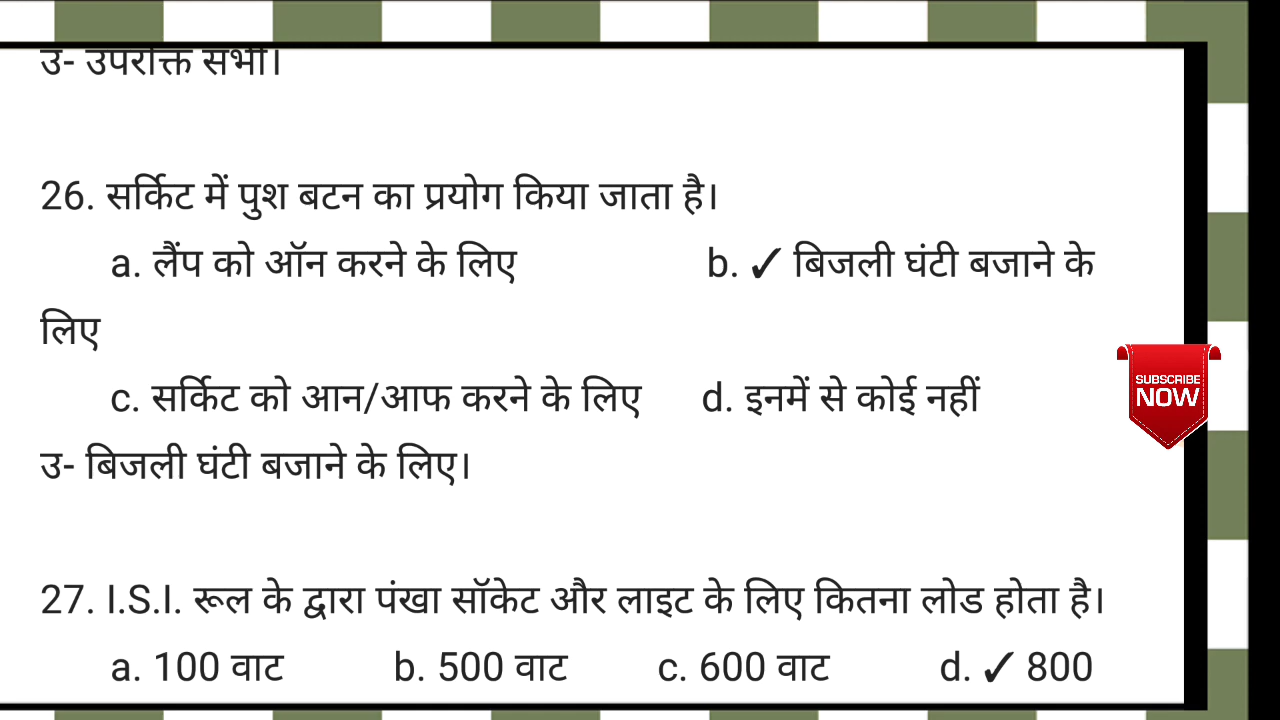 उ- उपरोक्त सभी।
26. सर्किट में पुश बटन का प्रयोग किया जाता है।
a. लैंप को ऑन करने के लिए b. ✓ बिजली घंटी बजाने के
लिए
c. सर्किट को आन/आफ करने के लिए d. इनमें से कोई नहीं
उ- बिजली घंटी बजाने के लिए।
27. I.S.I. रूल के द्वारा पंखा सॉकेट और लाइट के लिए कितना लोड होता है।
a. 100 वाट b. 500 वाट c. 600 वाट d. ✓ 800
SUBSCRIBE
NOW